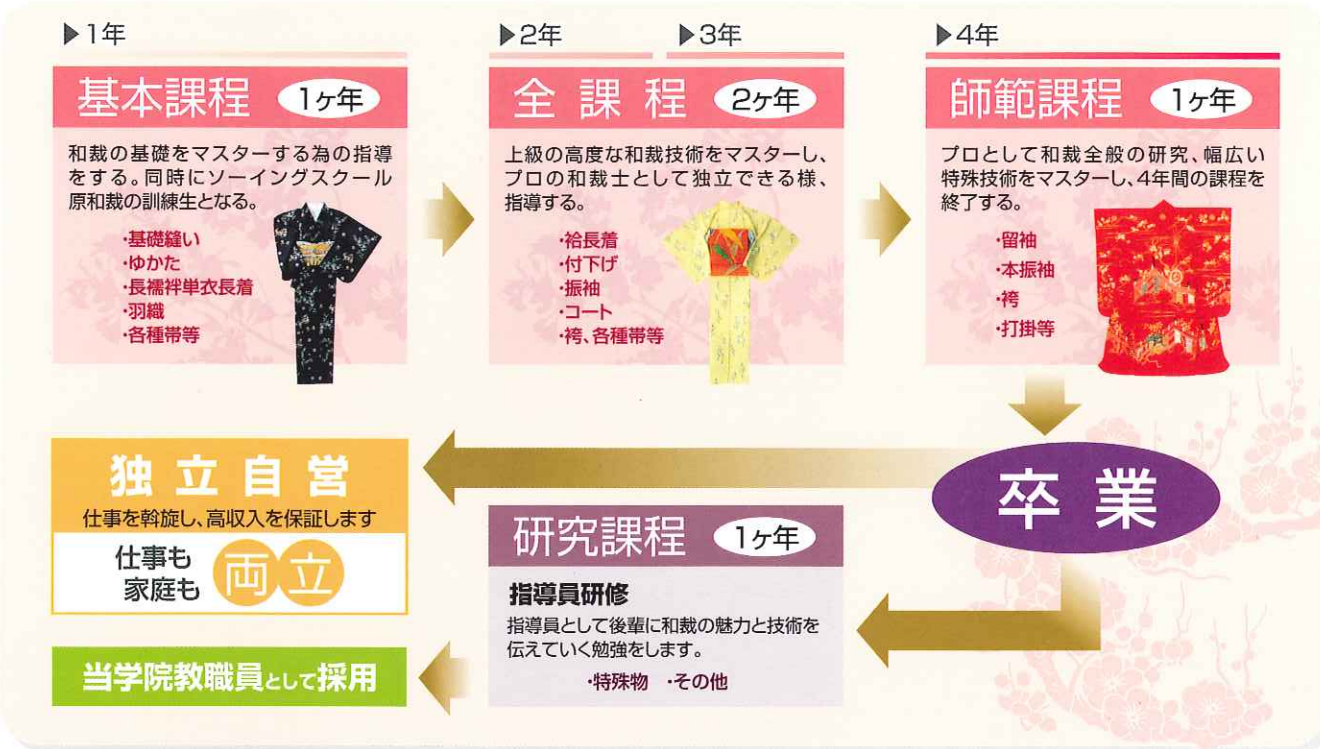 ▶1年
基本課程 1ヶ年
和裁の基礎をマスターする為の指導
をする。同時にソーイングスクール
原和裁の訓練生となる。
・基礎縫い
・ゆかた
・長襦袢単衣長着
・羽織
・各種帯等
▶2年
▶3年
全課程 2ヶ年
上級の高度な和裁技術をマスターし、
プロの和裁士として独立できる様、
指導する。
・袷長着
・付下げ
・振袖
・コート
・袴、各種帯等
▶4年
師範課程 1ヶ年
プロとして和裁全般の研究、幅広い
特殊技術をマスターし、4年間の課程を
終了する。
・留袖
・本振袖
・袴
・打掛等
卒業
独立自営
仕事を斡旋し、高収入を保証します
仕事も
家庭も
両立
研究課程 1ヶ年
指導員研修
指導員として後輩に和裁の魅力と技術を
伝えていく勉強をします。
・特殊物 ・その他
当学院教職員として採用